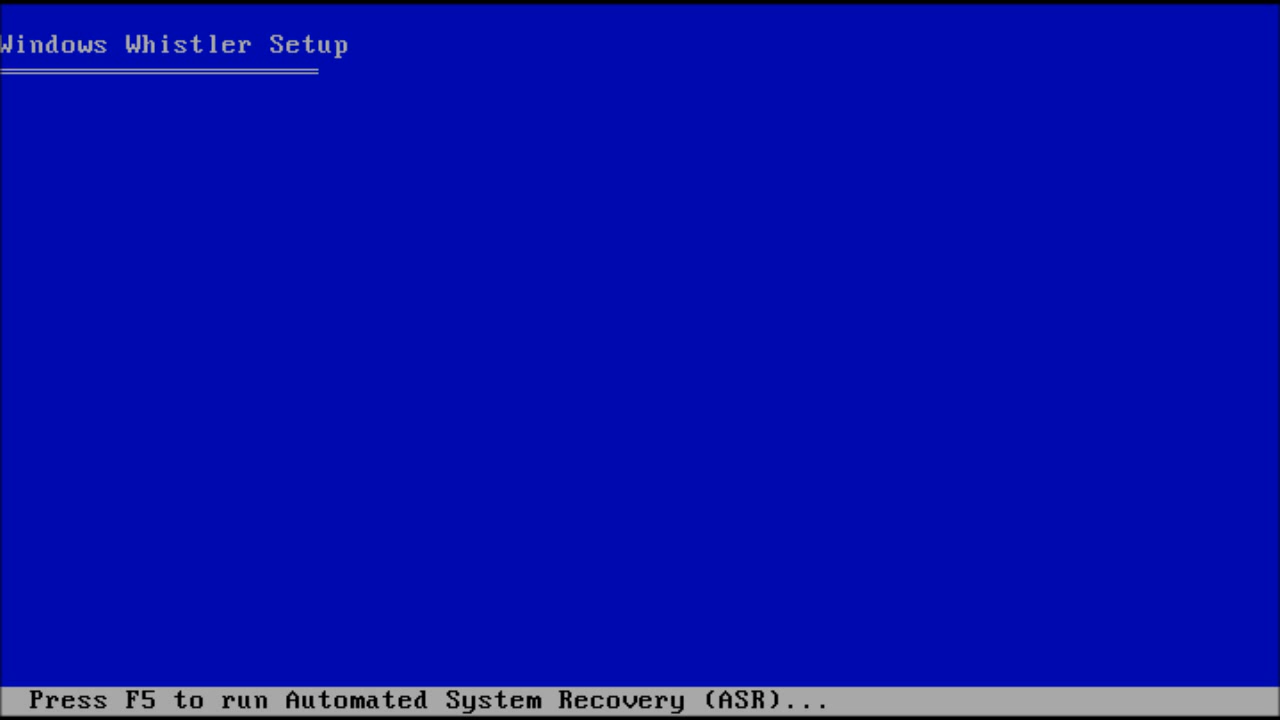 Windows Whistler Setup
Press F5 to run Automated System Recovery (ASR)...